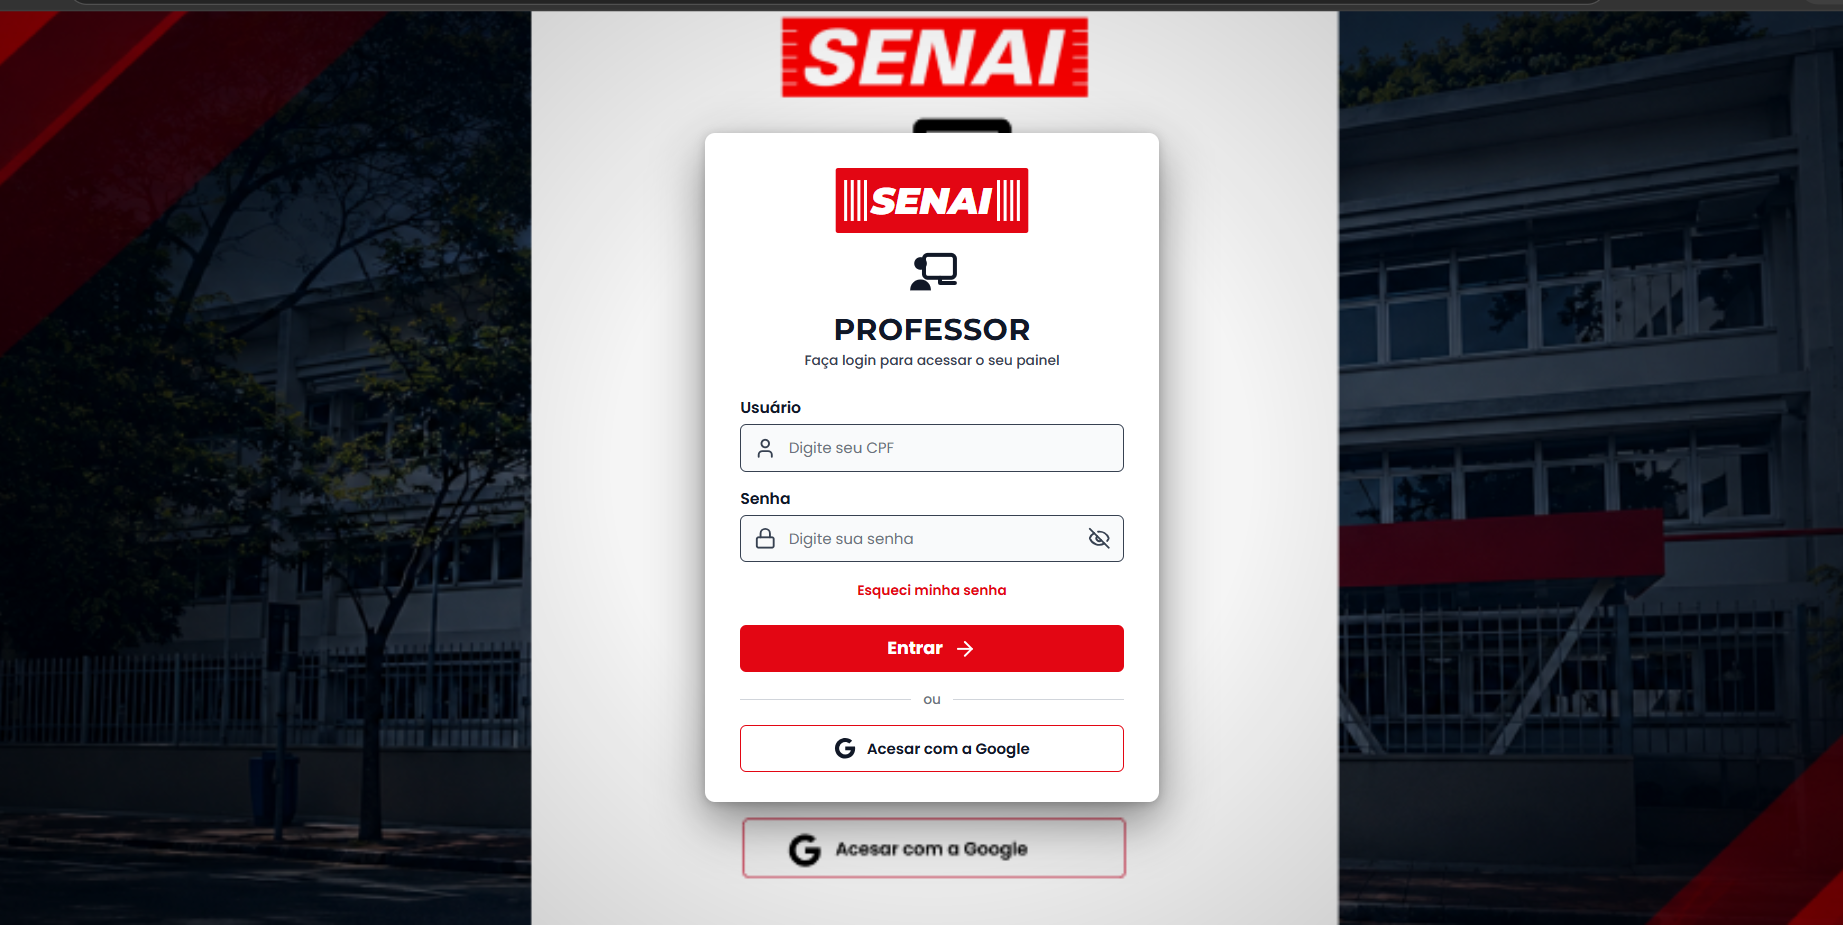 SENAI
SENAI
PROFESSOR
Faça login para acessar o seu painel
Usuário
Digite seu CPF
Senha
Digite sua senha
Esqueci minha senha
Entrar
ou
Acesar com a Google
Acesar com a Google